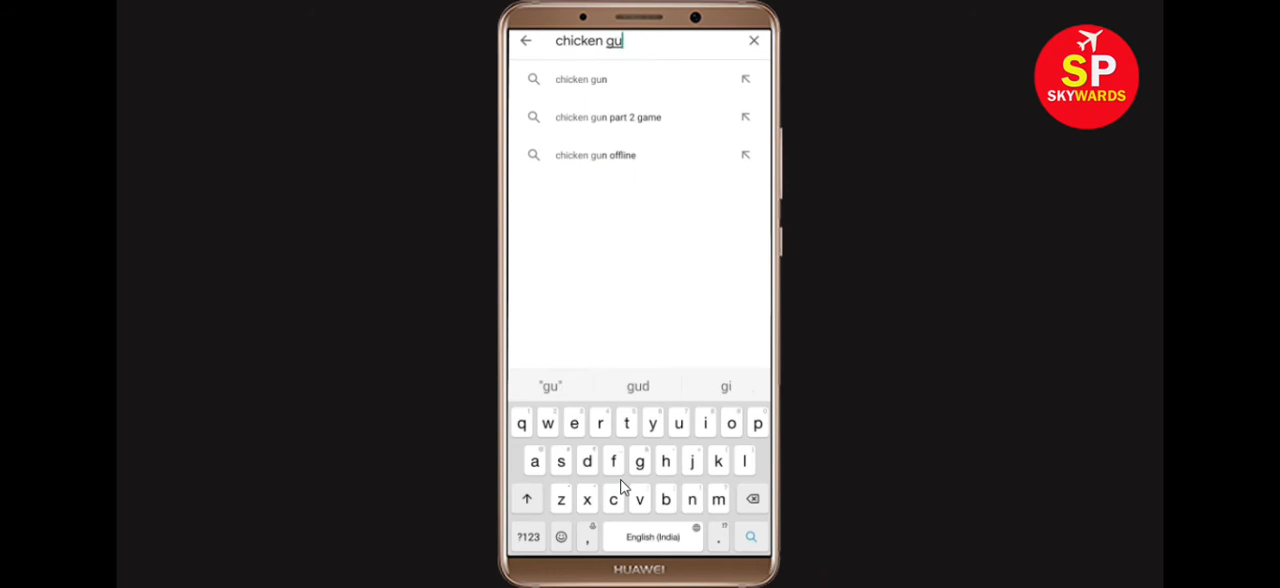 chicken gu
SP
SKYWARDS
chicken gun
chicken gun part 2 game
chicken gun offline
"gu" gud gi
q w e r t y u i o p
a s d f g h j k l
z x c v b n m
?123 , English (India) .
HUAWEI